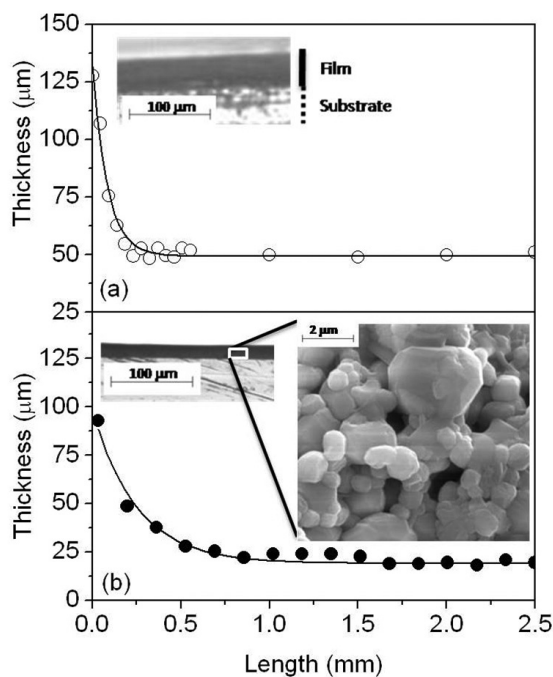 150
125
100
75
50
25
Thickness (µm)
Film
Substrate
100 µm
(a)
125
100
75
50
25
0
Thickness (µm)
100 µm
2 µm
(b)
0.0 0.5 1.0 1.5 2.0 2.5
Length (mm)